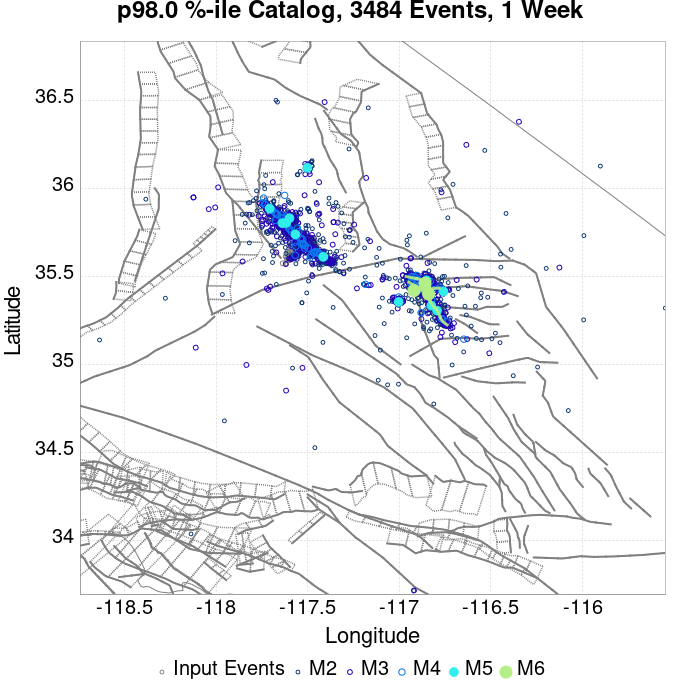 p98.0 %-ile Catalog, 3484 Events, 1 Week
Latitude
36.5
36
35.5
35
34.5
34
-118.5 -118 -117.5 -117 -116.5 -116
Longitude
Input Events M2 M3 M4 M5 M6